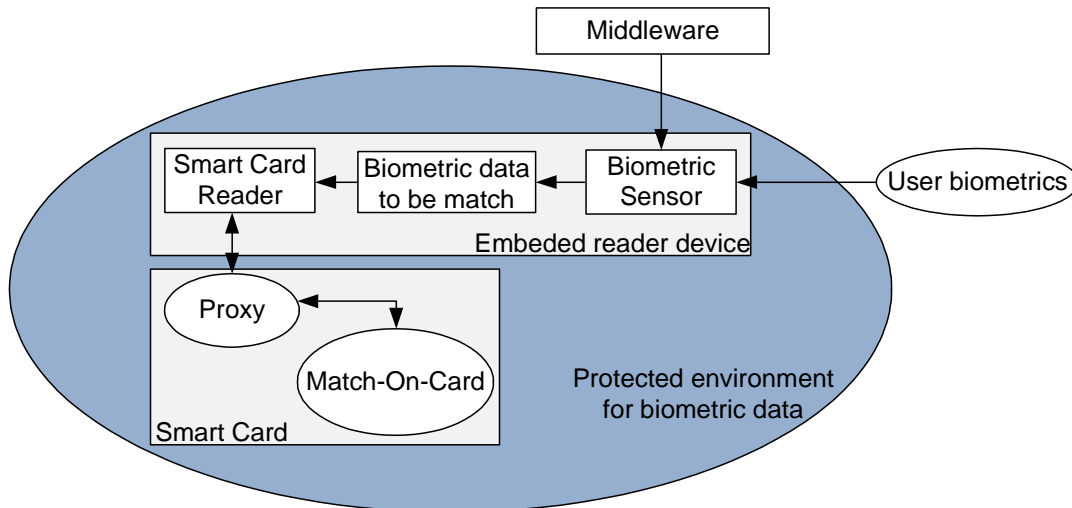 Middleware
Smart Card
Reader
Biometric data
to be match
Biometric
Sensor
User biometrics
Embeded reader device
Proxy
Match-On-Card
Protected environment
for biometric data
Smart Card